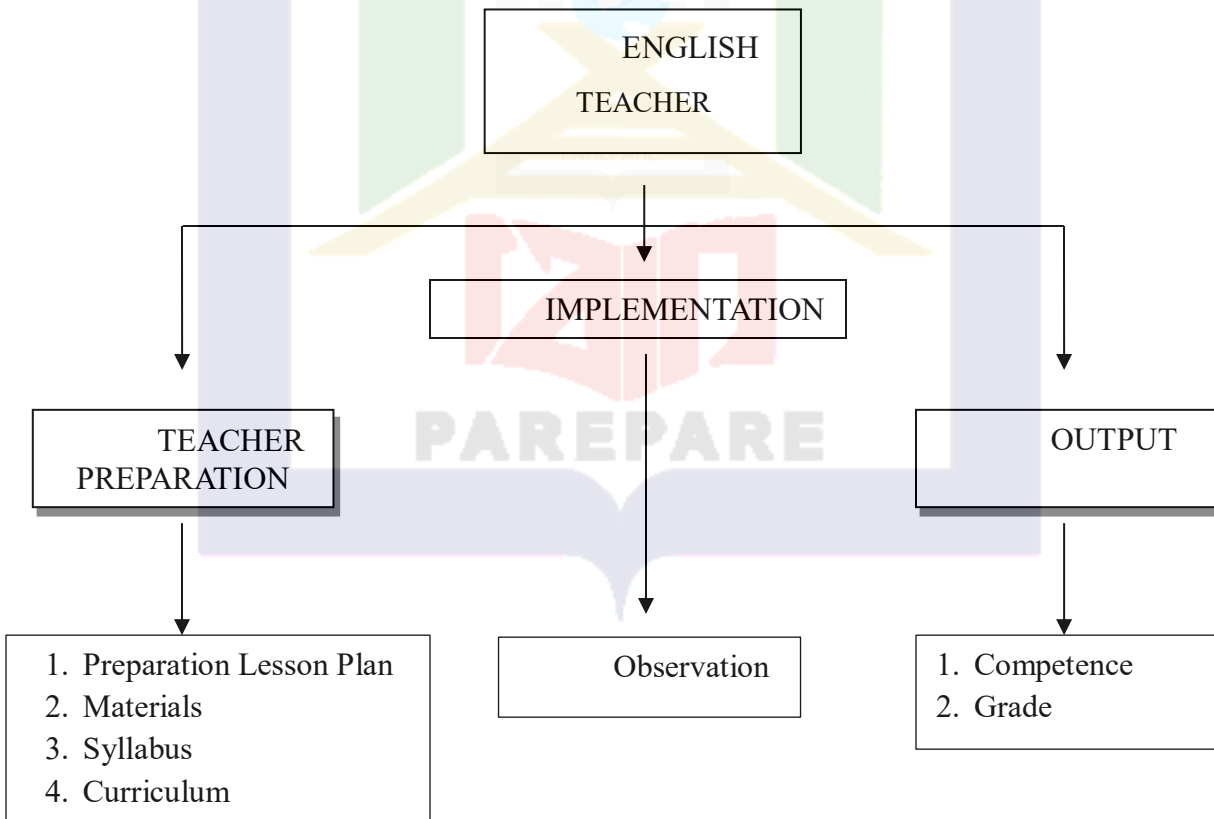 ENGLISH
TEACHER
IMPLEMENTATION
PAREPARE
TEACHER
PREPARATION
OUTPUT
1. Preparation Lesson Plan
2. Materials
3. Syllabus
4. Curriculum
Observation
1. Competence
2. Grade